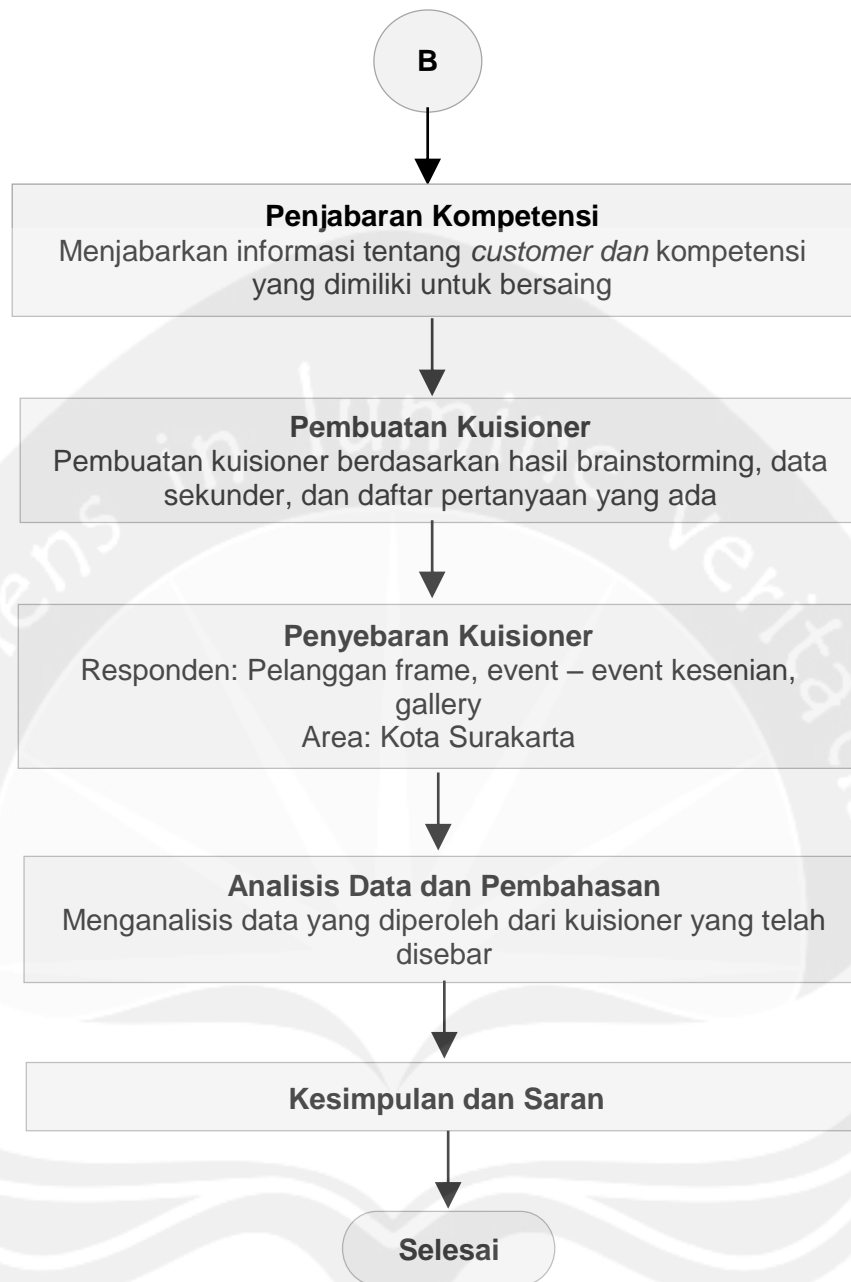 B
Penjabaran Kompetensi
Menjabarkan informasi tentang customer dan kompetensi
yang dimiliki untuk bersaing
Pembuatan Kuisioner
Pembuatan kuisioner berdasarkan hasil brainstorming, data
sekunder, dan daftar pertanyaan yang ada
Penyebaran Kuisioner
Responden: Pelanggan frame, event – event kesenian,
gallery
Area: Kota Surakarta
Analisis Data dan Pembahasan
Menganalisis data yang diperoleh dari kuisioner yang telah
disebar
Kesimpulan dan Saran
Selesai